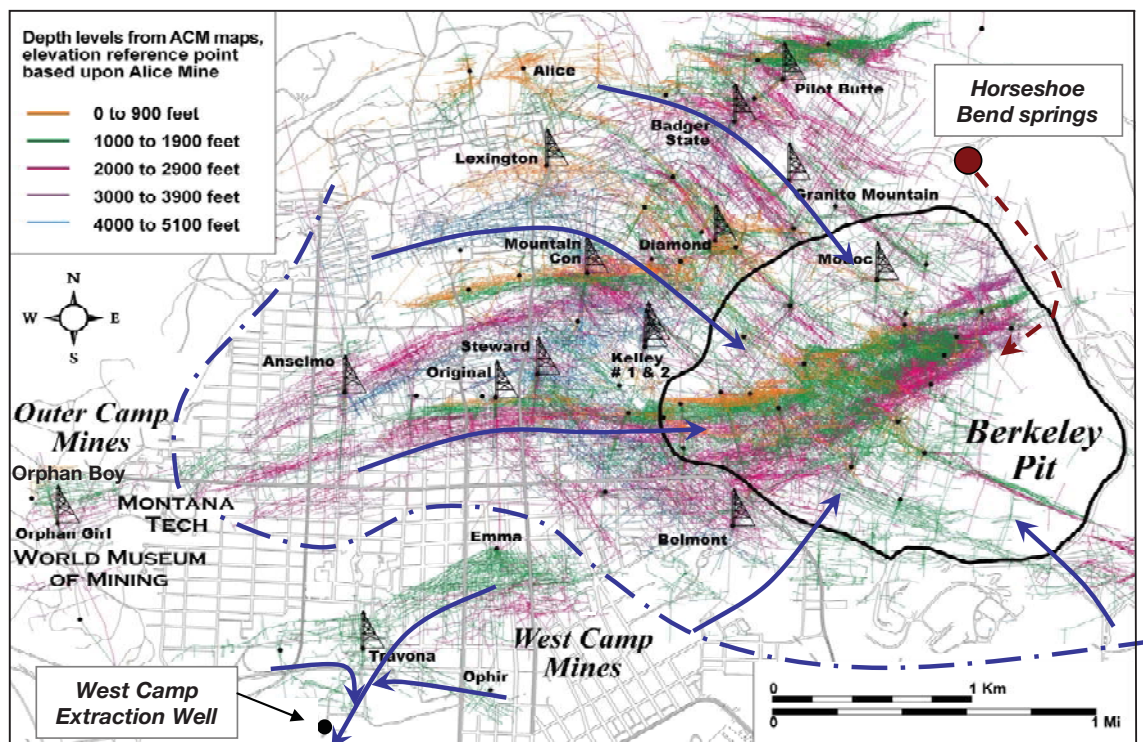 Depth levels from ACM maps,
elevation reference point
based upon Alice Mine
0 to 900 feet
1000 to 1900 feet
2000 to 2900 feet
3000 to 3900 feet
4000 to 5100 feet
Alice
Pilot Butte
Horseshoe
Bend springs
Badger
State
Lexington
Granito Mountain
N
W
E
S
Mountain
Con
Diamond
Modoc
Anselmo
Steward
Original
Kelley
# 1 & 2
Outer Camp
Mines
Orphan Boy
Berkeley
Pit
MONTANA
TECH
Orphan Girl
WORLD MUSEUM
OF MINING
Emma
Belmont
West Camp
Mines
Travona
Ophir
West Camp
Extraction Well
0
1 Km
0
1 Mi